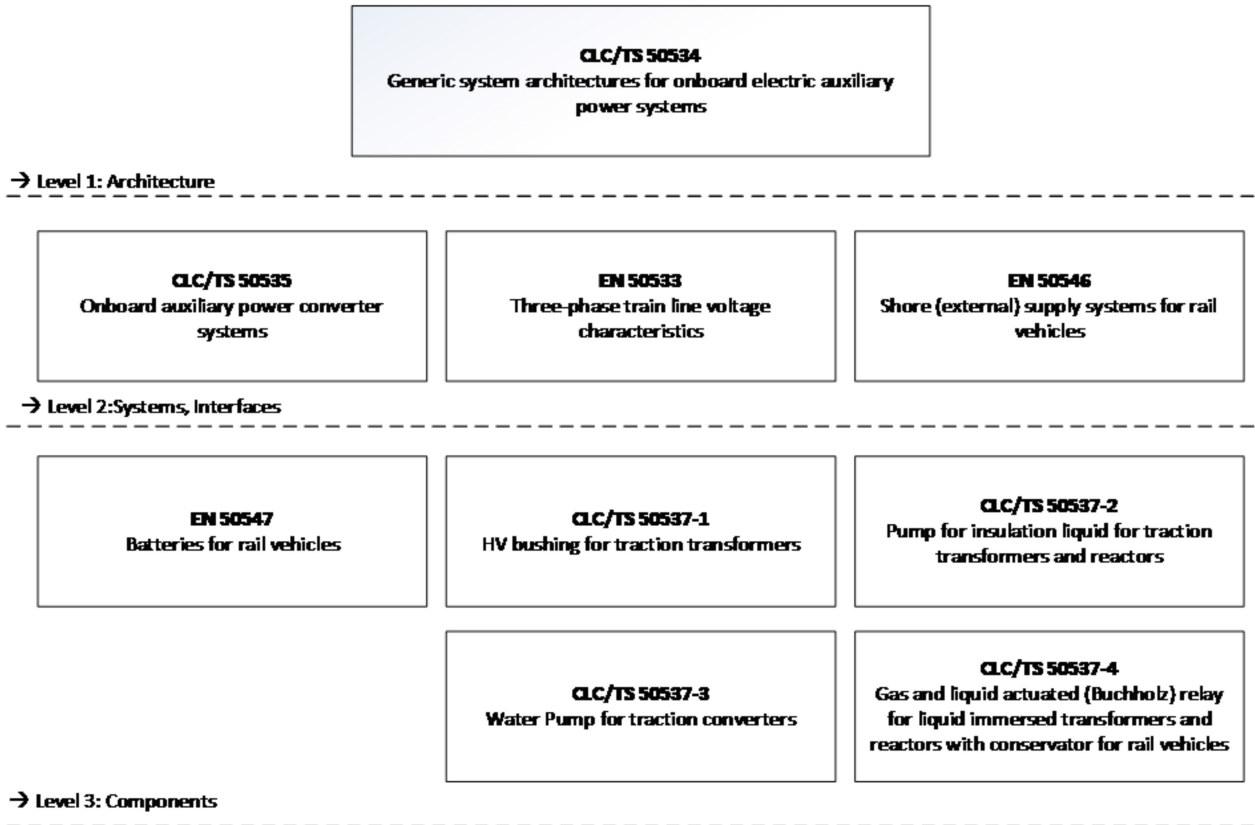 CLC/TS 50534
Generic system architectures for onboard electric auxiliary
power systems
→ Level 1: Architecture
CLC/TS 50535
Onboard auxiliary power converter
systems
EN 50533
Three-phase train line voltage
characteristics
EN 50546
Shore (external) supply systems for rail
vehicles
→ Level 2:Systems, Interfaces
EN 50547
Batteries for rail vehicles
CLC/TS 50537-1
HV bushing for traction transformers
CLC/TS 50537-2
Pump for insulation liquid for traction
transformers and reactors
CLC/TS 50537-3
Water Pump for traction converters
CLC/TS 50537-4
Gas and liquid actuated (Buchholz) relay
for liquid immersed transformers and
reactors with conservator for rail vehicles
→ Level 3: Components